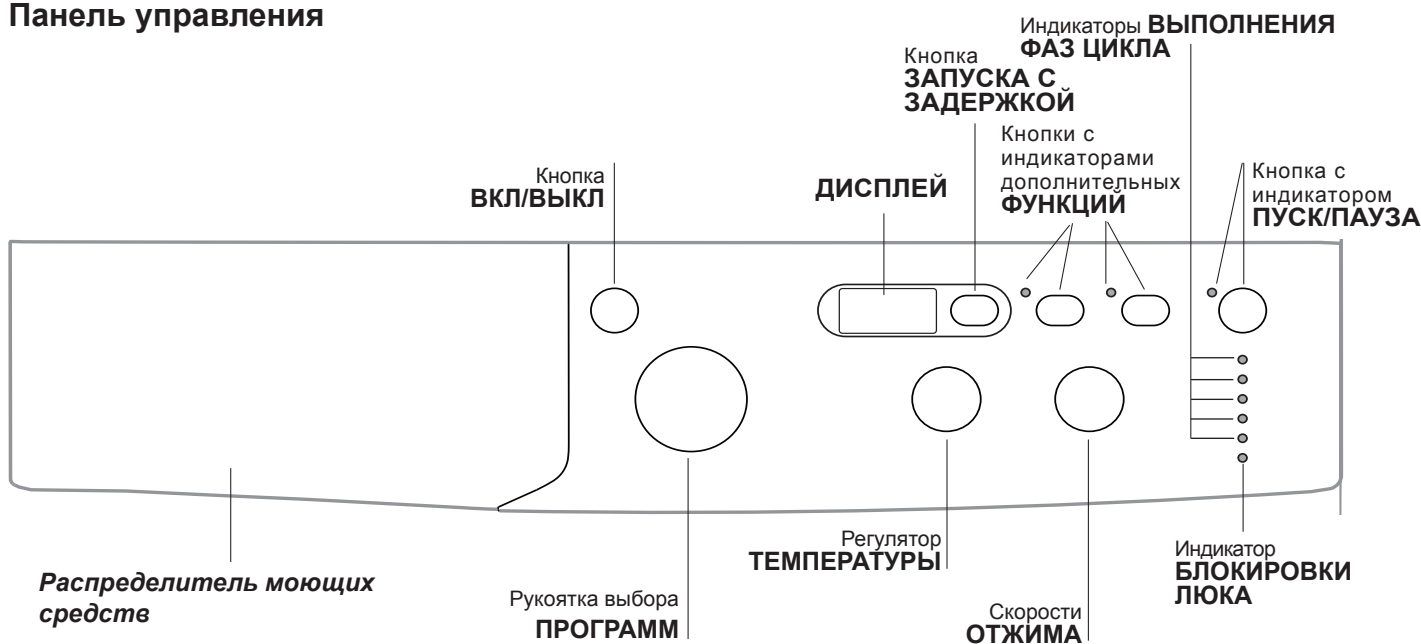 Панель управления
Индикаторы ВЫПОЛНЕНИЯ
ФАЗ ЦИКЛА
Кнопка
ЗАПУСКА С
ЗАДЕРЖКОЙ
Кнопки с
индикаторами
дополнительных
ФУНКЦИЙ
Кнопка с
индикатором
ПУСК/ПАУЗА
Кнопка
ВКЛ/ВЫКЛ
ДИСПЛЕЙ
Распределитель моющих
средств
Рукоятка выбора
ПРОГРАММ
Регулятор
ТЕМПЕРАТУРЫ
Скорости
ОТЖИМА
Индикатор
БЛОКИРОВКИ
ЛЮКА